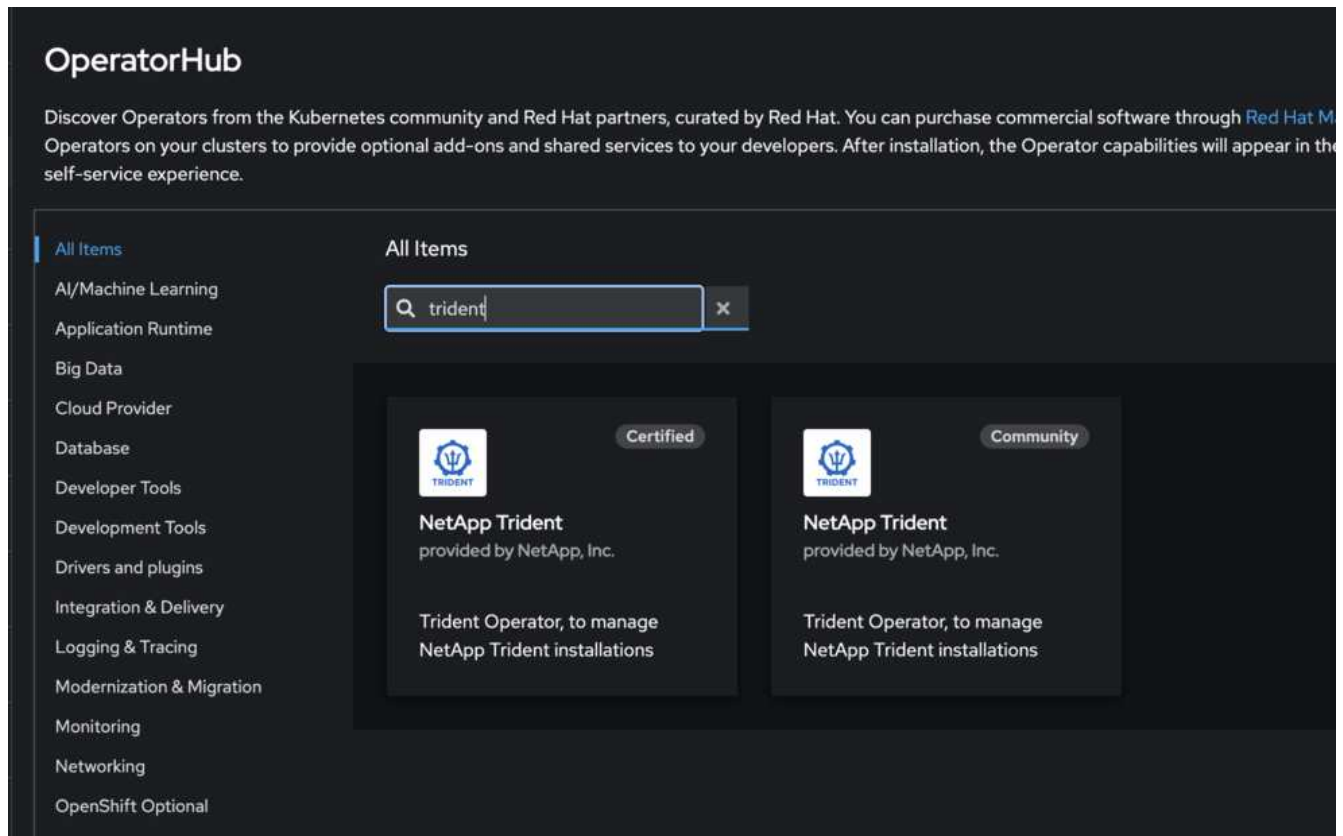 OperatorHub
Discover Operators from the Kubernetes community and Red Hat partners, curated by Red Hat. You can purchase commercial software through Red Hat Ma
Operators on your clusters to provide optional add-ons and shared services to your developers. After installation, the Operator capabilities will appear in the
self-service experience.
All Items
AI/Machine Learning
Application Runtime
Big Data
Cloud Provider
Database
Developer Tools
Development Tools
Drivers and plugins
Integration & Delivery
Logging & Tracing
Modernization & Migration
Monitoring
Networking
OpenShift Optional
All Items
trident
Certified
TRIDENT
NetApp Trident
provided by NetApp, Inc.
Trident Operator, to manage
NetApp Trident installations
Community
TRIDENT
NetApp Trident
provided by NetApp, Inc.
Trident Operator, to manage
NetApp Trident installations